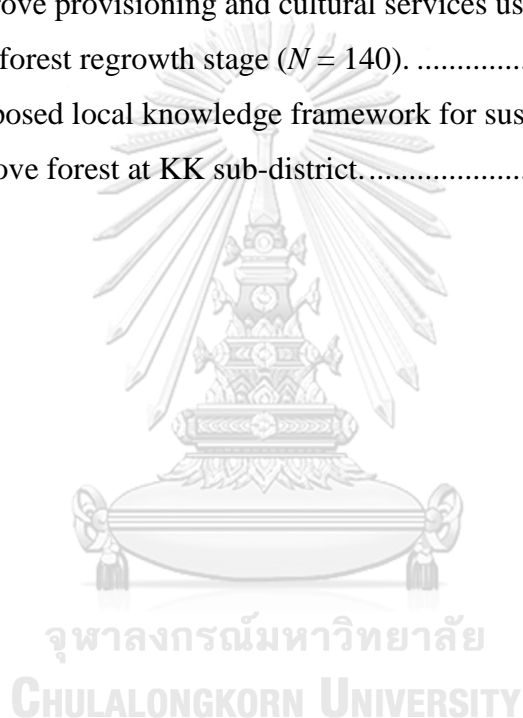 rove provisioning and cultural services us
forest regrowth stage (N = 140). ................
posed local knowledge framework for sus
ove forest at KK sub-district. ....................
จุฬาลงกรณ์มหาวิทยาลัย
CHULALONGKORN UNIVERSITY